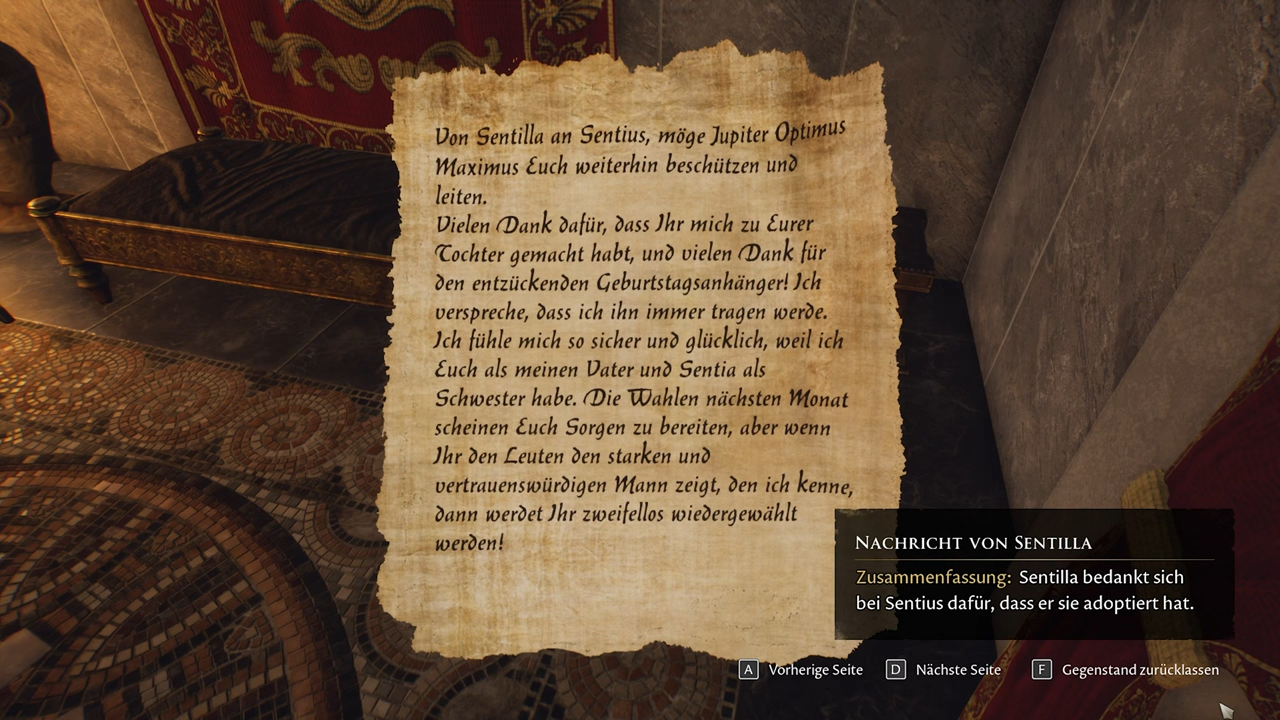 Von Sentilla an Sentius, möge Jupiter Optimus
Maximus Euch weiterhin beschützen und
leiten.
Vielen Dank dafür, dass Ihr mich zu Eurer
Tochter gemacht habt, und vielen Dank für
den entzückenden Geburtstagsanhänger! Ich
verspreche, dass ich ihn immer tragen werde.
Ich fühle mich so sicher und glücklich, weil ich
Euch als meinen Vater und Sentia als
Schwester habe. Die Wahlen nächsten Monat
scheinen Euch Sorgen zu bereiten, aber wenn
Ihr den Leuten den starken und
vertrauenswürdigen Mann zeigt, den ich kenne,
dann werdet Ihr zweifellos wiedergewählt
werden!
Nachricht von Sentilla
Zusammenfassung: Sentilla bedankt sich
bei Sentius dafür, dass er sie adoptiert hat.
A Vorherige Seite D Nächste Seite F Gegenstand zurücklassen